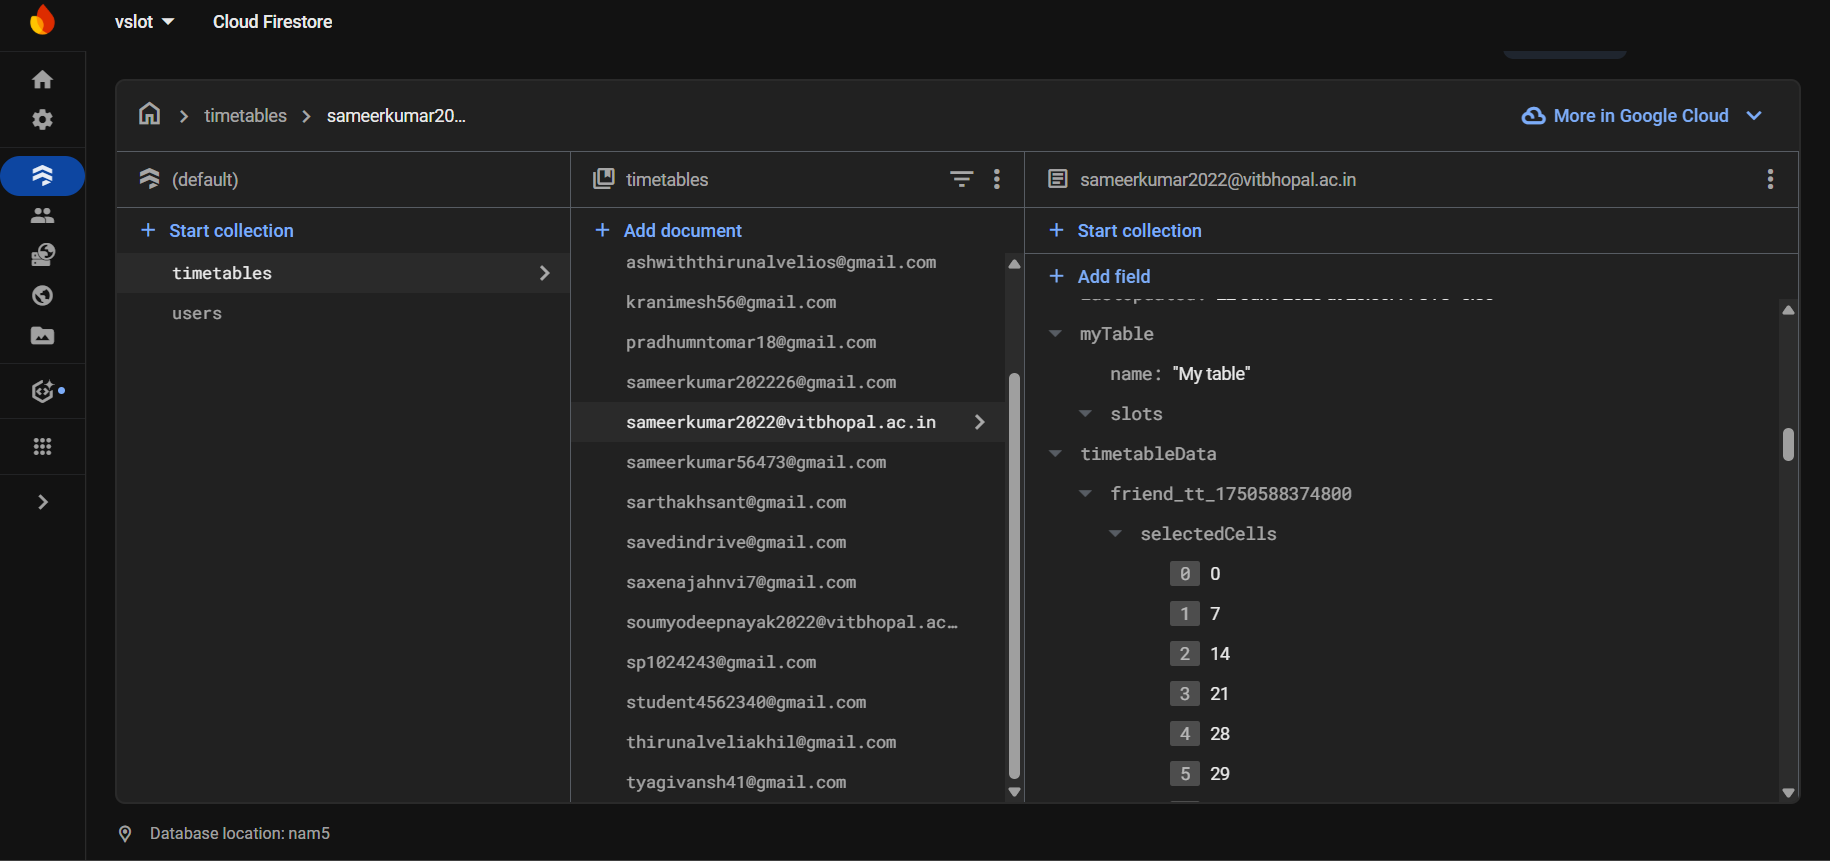 vslot
Cloud Firestore
timetables
sameerkumar20...
More in Google Cloud
(default)
Start collection
timetables
users
timetables
Add document
ashwiththirunalvelios@gmail.com
kranimesh56@gmail.com
pradhumntomar18@gmail.com
sameerkumar202226@gmail.com
sameerkumar2022@vitbhopal.ac.in
sameerkumar56473@gmail.com
sarthakhsant@gmail.com
savedindrive@gmail.com
saxenajahnvi7@gmail.com
soumyodeepnayak2022@vitbhopal.ac…
sp1024243@gmail.com
student4562340@gmail.com
thirunalveliakhil@gmail.com
tyagivansh41@gmail.com
sameerkumar2022@vitbhopal.ac.in
Start collection
Add field
myTable
name: "My table"
slots
timetableData
friend_tt_1750588374800
selectedCells
0 0
1 7
2 14
3 21
4 28
5 29
Database location: nam5